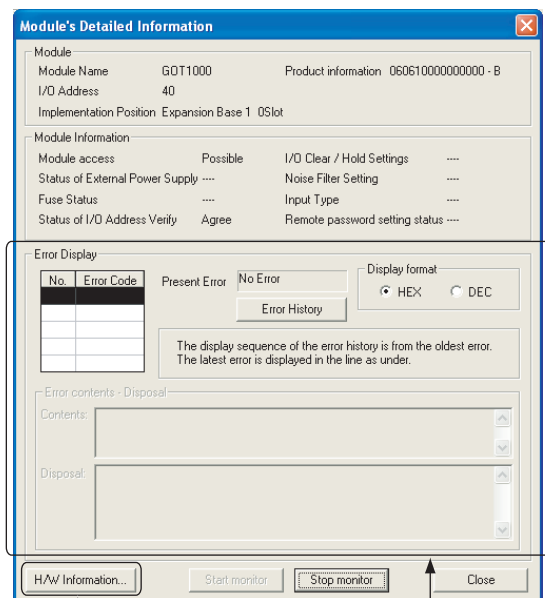 Module's Detailed Information
Module
Module Name GOT1000 Product information 060610000000000 - B
I/O Address 40
Implementation Position Expansion Base 1 0Slot
Module Information
Module access Possible I/O Clear / Hold Settings ----
Status of External Power Supply ---- Noise Filter Setting ----
Fuse Status ---- Input Type ----
Status of I/O Address Verify Agree Remote password setting status ----
Error Display
No. Error Code Present Error No Error Display format
HEX DEC
Error History
The display sequence of the error history is from the oldest error.
The latest error is displayed in the line as under.
Error contents - Disposal
Contents:
Disposal:
H/W Information... Start monitor Stop monitor Close